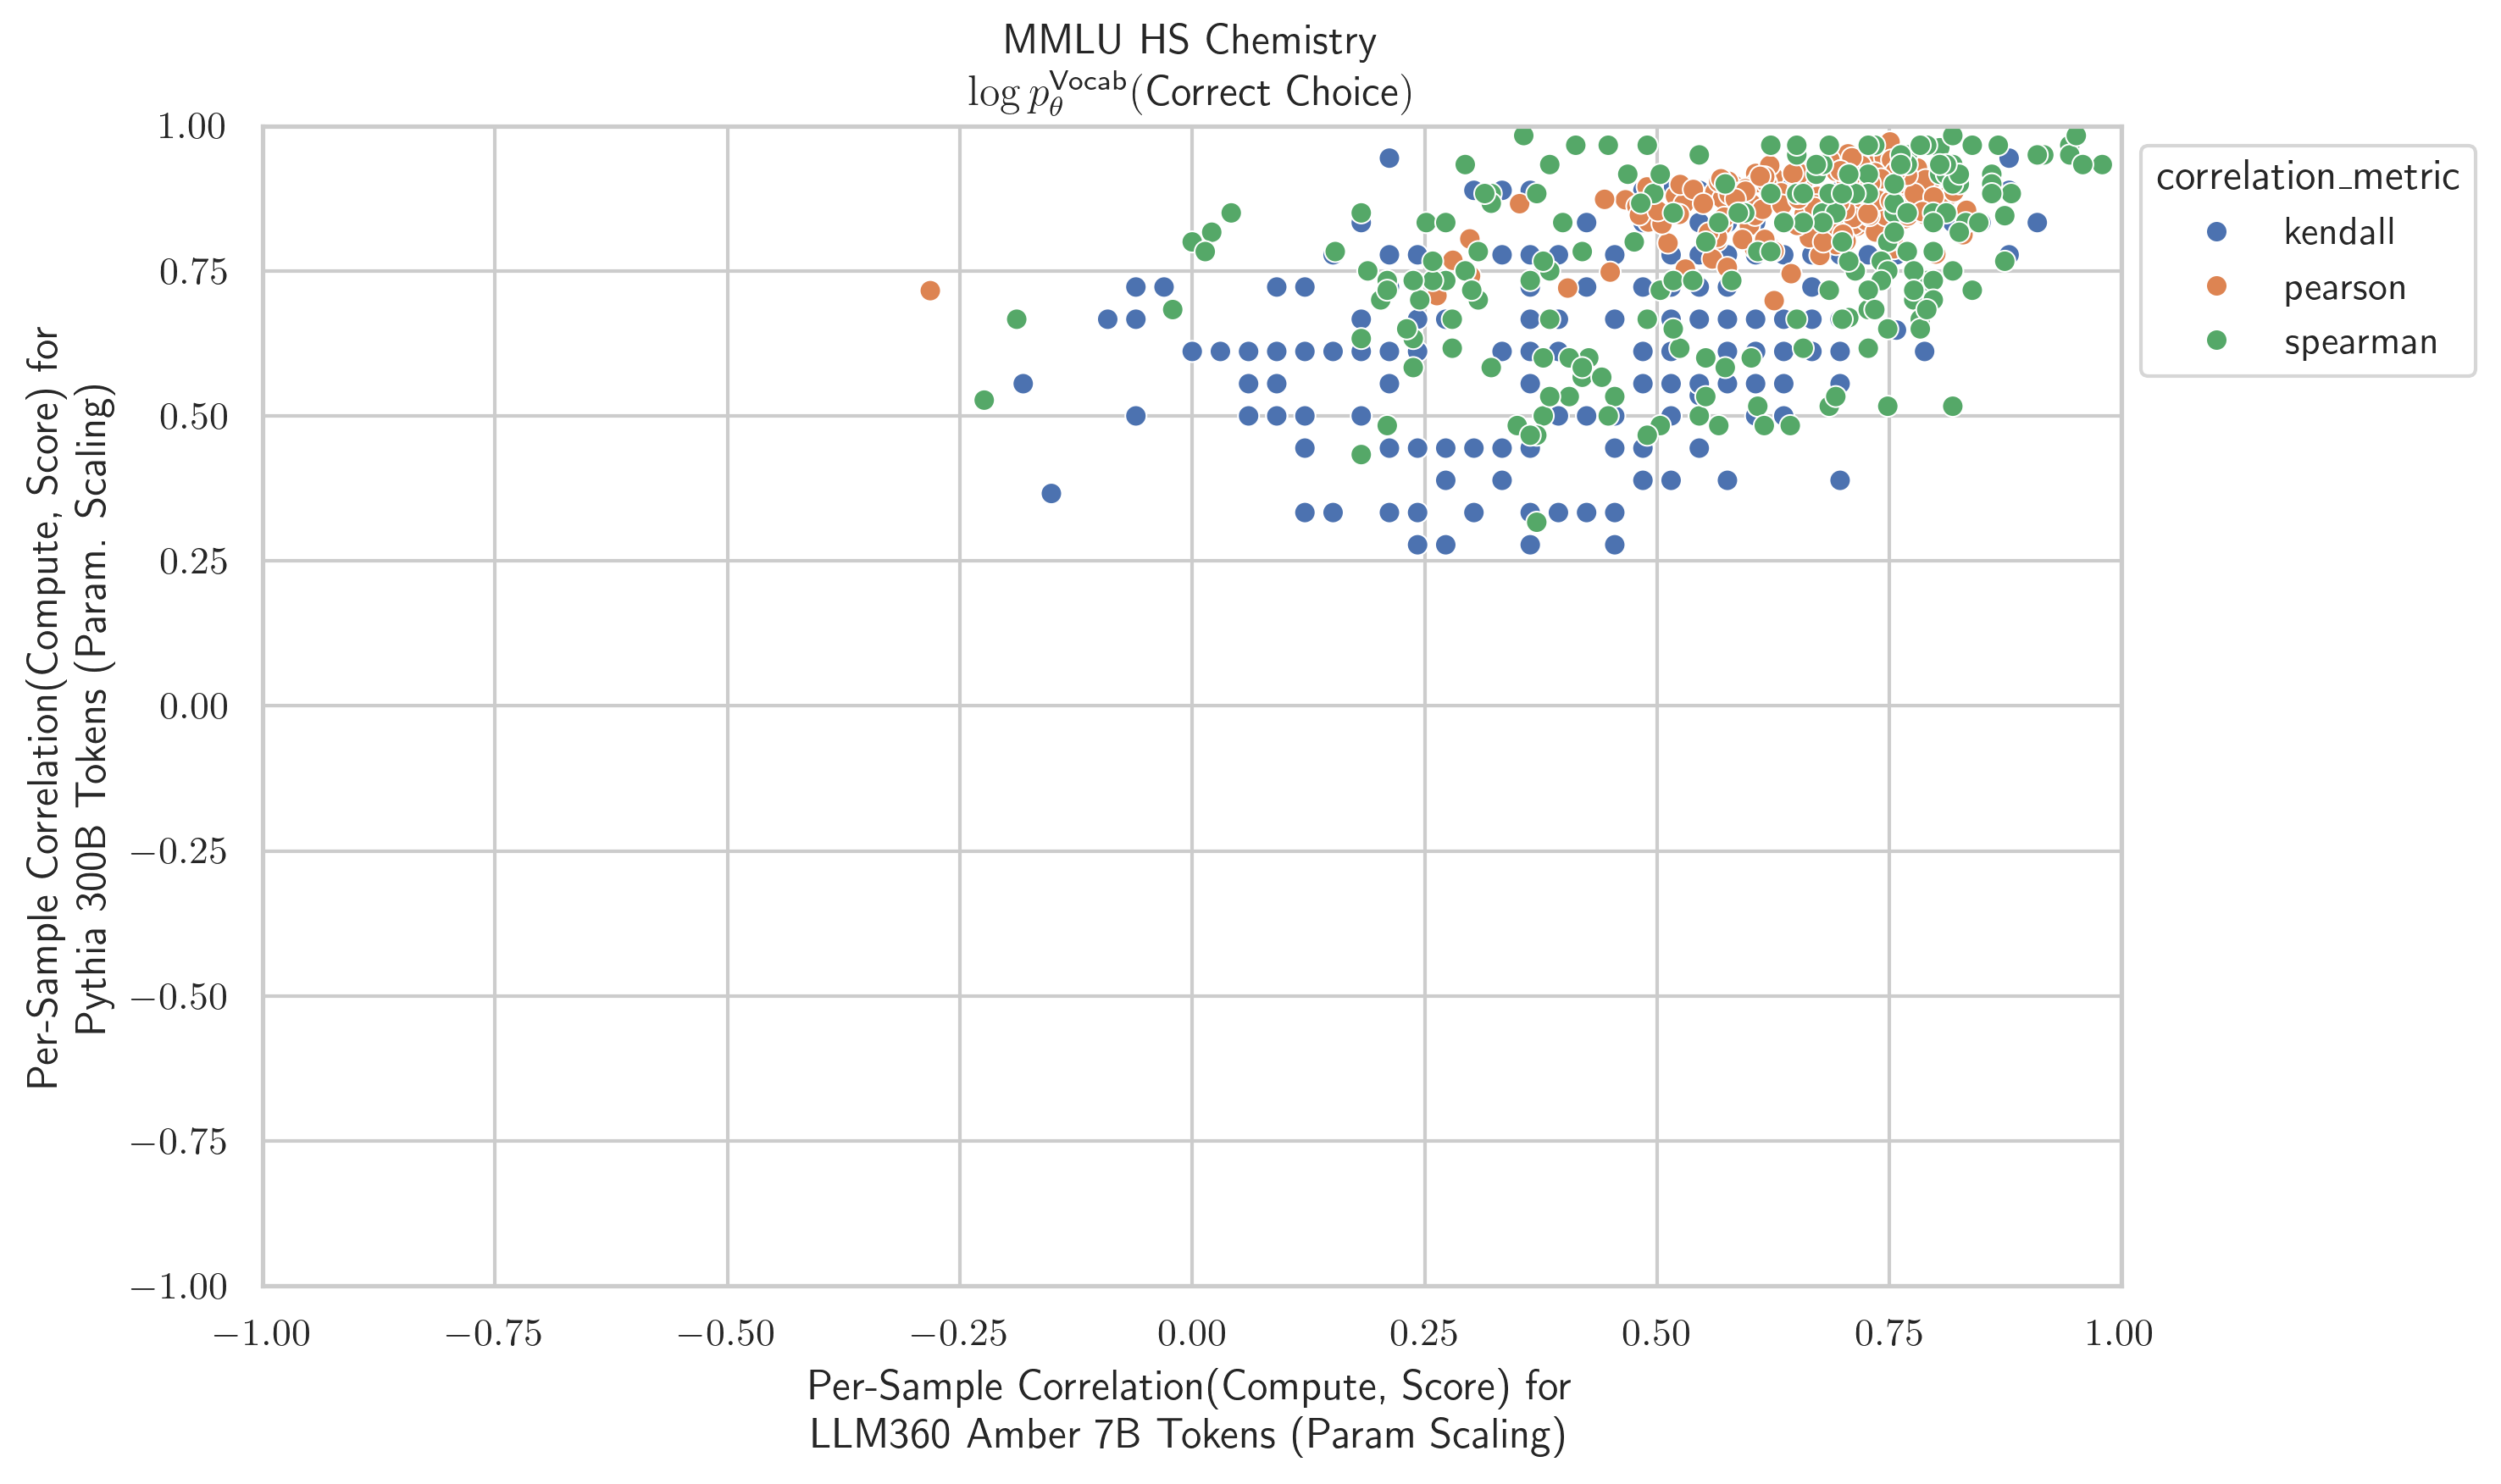 MMLU HS Chemistry
log p_θ^Vocab(Correct Choice)
Per-Sample Correlation(Compute, Score) for
Pythia 300B Tokens (Param. Scaling)
1.00
0.75
0.50
0.25
0.00
−0.25
−0.50
−0.75
−1.00
−1.00 −0.75 −0.50 −0.25 0.00 0.25 0.50 0.75 1.00
Per-Sample Correlation(Compute, Score) for
LLM360 Amber 7B Tokens (Param Scaling)
correlation_metric
kendall
pearson
spearman